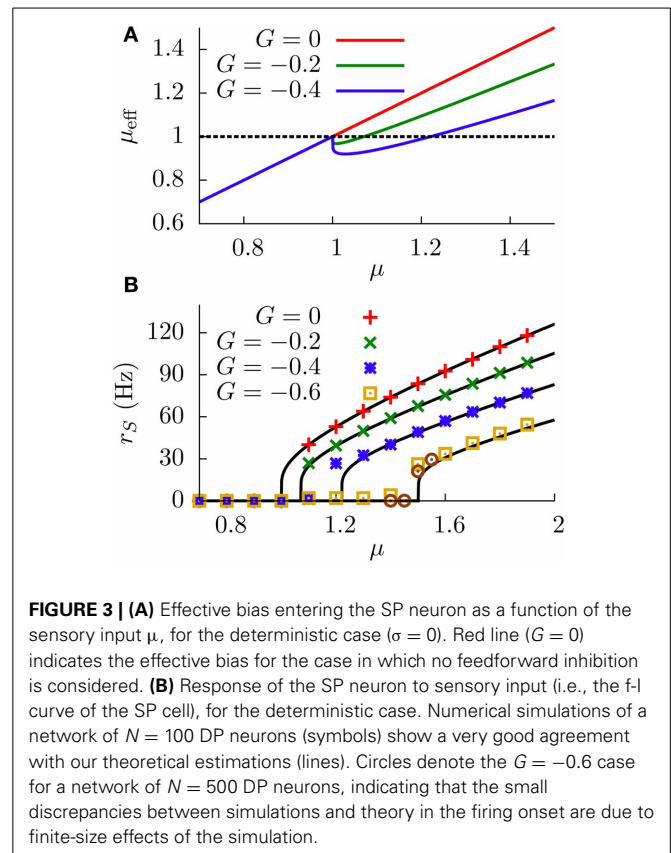 A
G = 0
G = −0.2
G = −0.4
1.4
1.2
1
0.8
0.6
μeff
0.8 1 1.2 1.4
μ
B
G = 0
G = −0.2
G = −0.4
G = −0.6
120
90
60
30
0
rS (Hz)
0.8 1.2 1.6 2
μ
FIGURE 3 | (A) Effective bias entering the SP neuron as a function of the
sensory input μ, for the deterministic case (σ = 0). Red line (G = 0)
indicates the effective bias for the case in which no feedforward inhibition
is considered. (B) Response of the SP neuron to sensory input (i.e., the f-I
curve of the SP cell), for the deterministic case. Numerical simulations of a
network of N = 100 DP neurons (symbols) show a very good agreement
with our theoretical estimations (lines). Circles denote the G = −0.6 case
for a network of N = 500 DP neurons, indicating that the small
discrepancies between simulations and theory in the firing onset are due to
finite-size effects of the simulation.